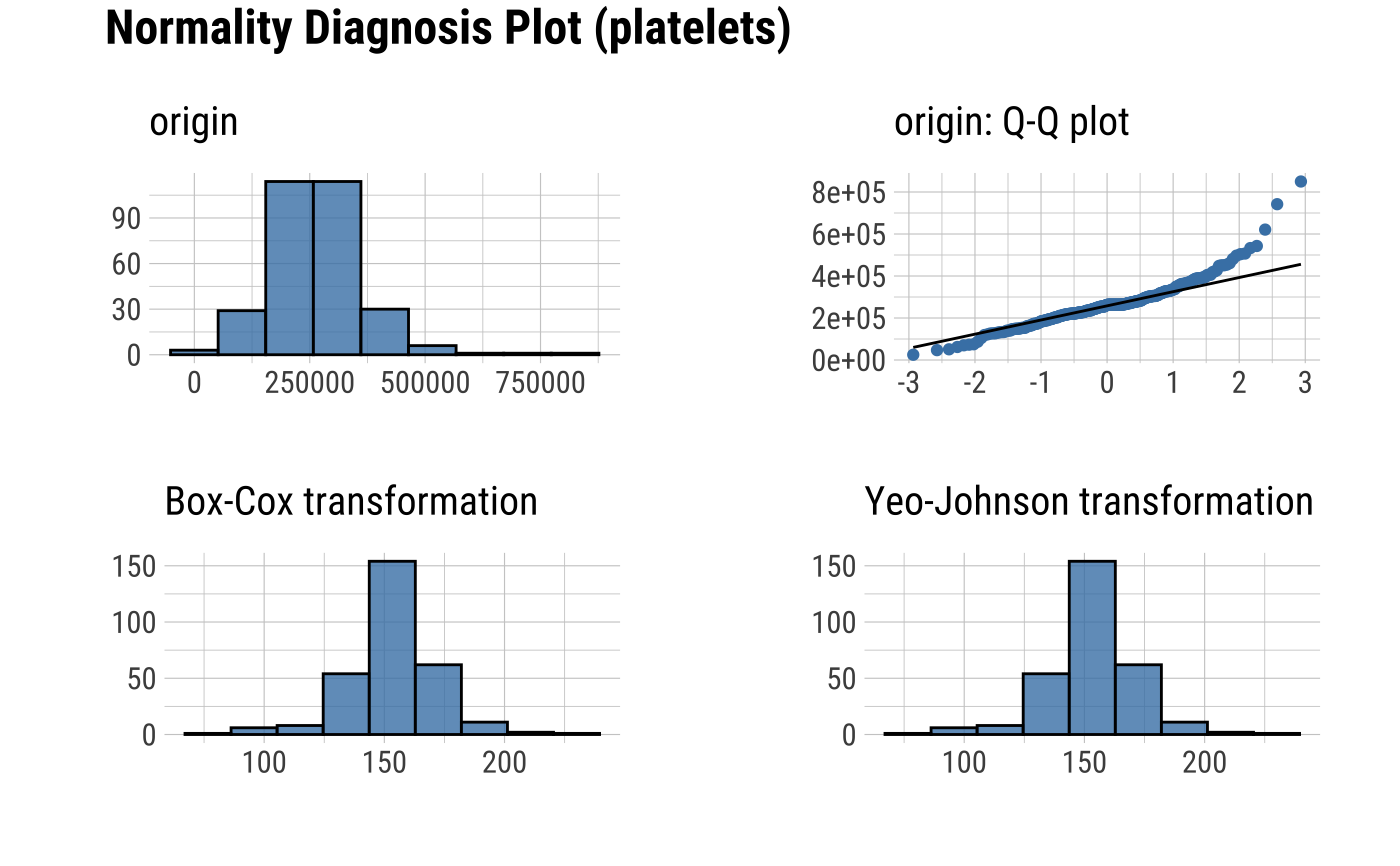 Normality Diagnosis Plot (platelets)
origin
90
60
30
0
0 250000 500000 750000
origin: Q-Q plot
8e+05
6e+05
4e+05
2e+05
0e+00
-3 -2 -1 0 1 2 3
Box-Cox transformation
150
100
50
0
100 150 200
Yeo-Johnson transformation
150
100
50
0
100 150 200